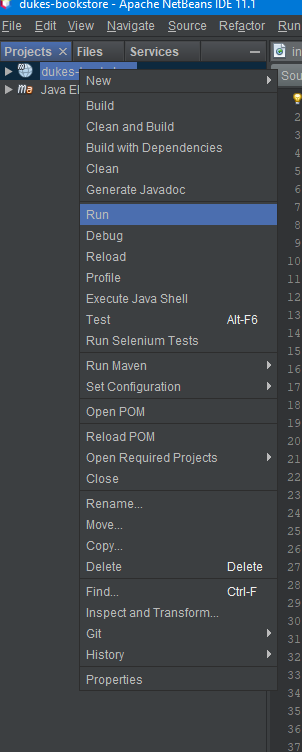 dukes-bookstore - Apache NetBeans IDE 11.1
File Edit View Navigate Source Refactor Run
Projects × Files Services
dukes-
New
Java E
Sou
Build
Clean and Build
Build with Dependencies
Clean
Generate Javadoc
Run
Debug
Reload
Profile
Execute Java Shell
Test Alt-F6
Run Selenium Tests
Run Maven
Set Configuration
Open POM
Reload POM
Open Required Projects
Close
Rename...
Move...
Copy...
Delete Delete
Find... Ctrl-F
Inspect and Transform...
Git
History
Properties
in
2
3
4
5
6
7
8
9
10
11
12
13
14
15
16
17
18
19
20
21
22
23
24
25
26
27
28
29
30
31
32
33
34
35
36
37